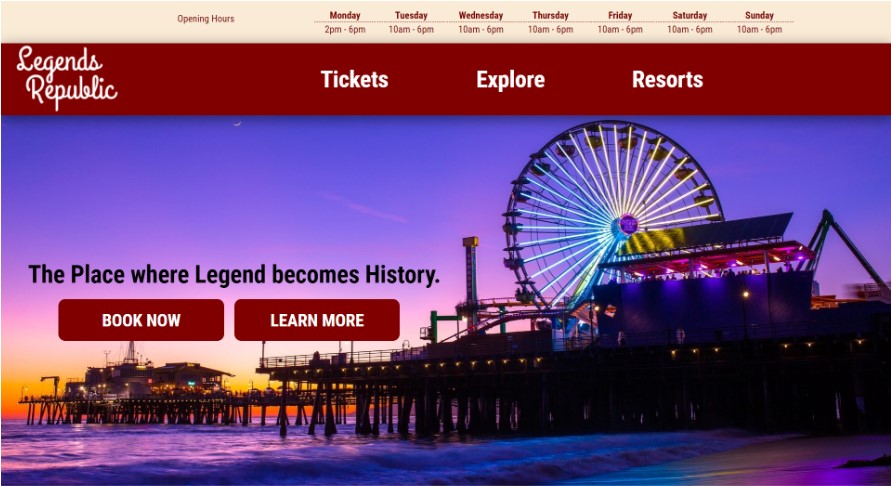 Opening Hours
Monday Tuesday Wednesday Thursday Friday Saturday Sunday
2pm - 6pm 10am - 6pm 10am - 6pm 10am - 6pm 10am - 6pm 10am - 6pm 10am - 6pm
Legends
Republic
Tickets Explore Resorts
The Place where Legend becomes History.
BOOK NOW LEARN MORE